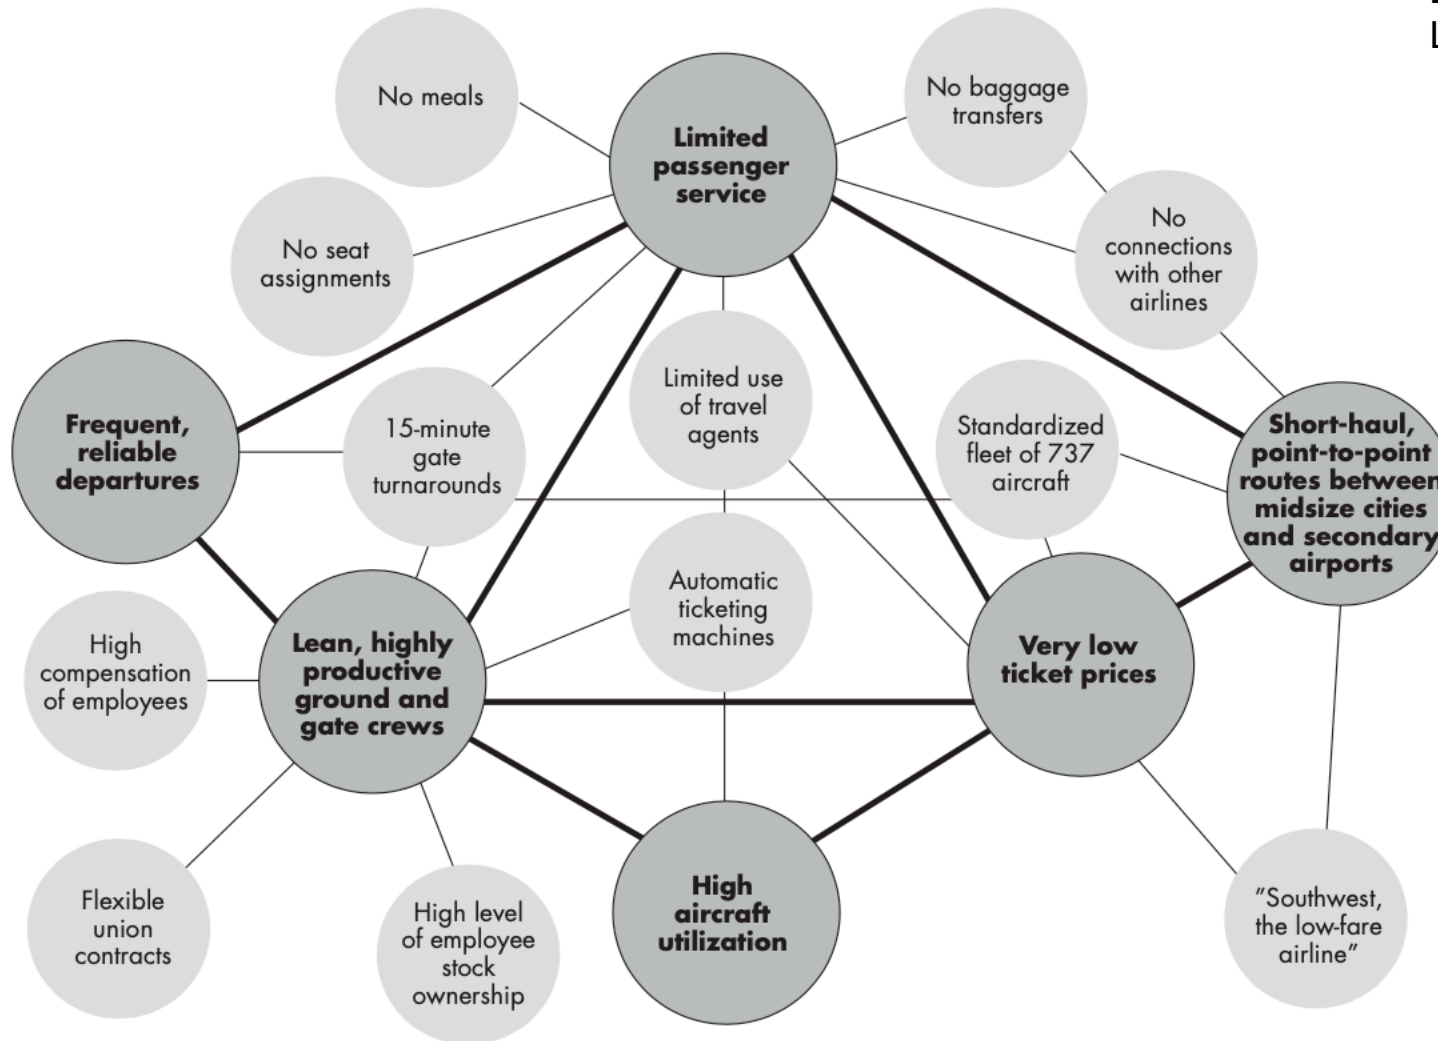 L
No meals
Limited
passenger
service
No baggage
transfers
No seat
assignments
No
connections
with other
airlines
Frequent,
reliable
departures
15-minute
gate
turnarounds
Limited use
of travel
agents
Standardized
fleet of 737
aircraft
Short-haul,
point-to-point
routes between
midsize cities
and secondary
airports
High
compensation
of employees
Lean, highly
productive
ground and
gate crews
Automatic
ticketing
machines
Very low
ticket prices
Flexible
union
contracts
High level
of employee
stock
ownership
High
aircraft
utilization
"Southwest,
the low-fare
airline"